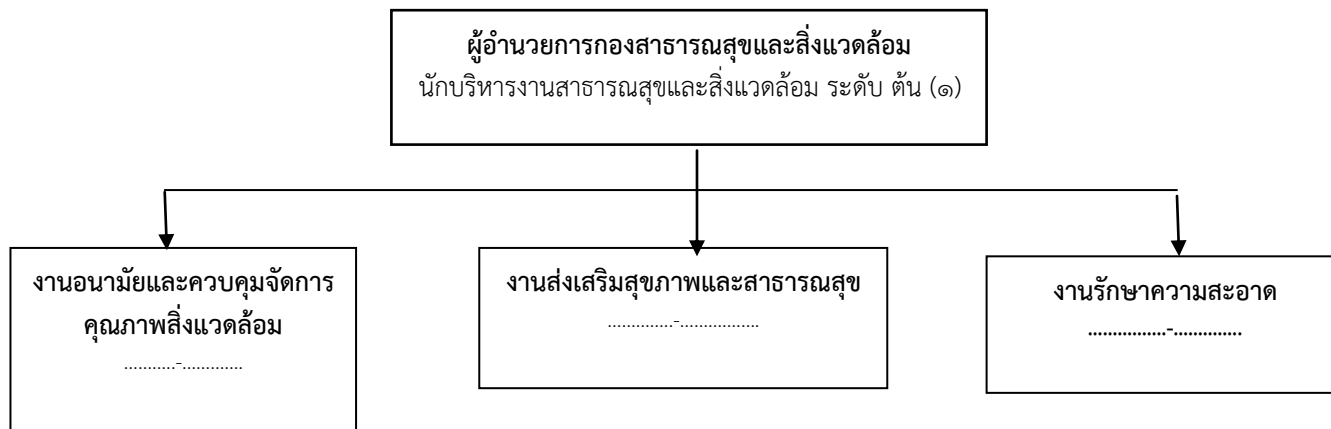 ผู้อำนวยการกองสาธารณสุขและสิ่งแวดล้อม
นักบริหารงานสาธารณสุขและสิ่งแวดล้อม ระดับ ต้น (๑)
งานอนามัยและควบคุมจัดการ
คุณภาพสิ่งแวดล้อม
...........-.............
งานส่งเสริมสุขภาพและสาธารณสุข
..............-.................
งานรักษาความสะอาด
................-..............